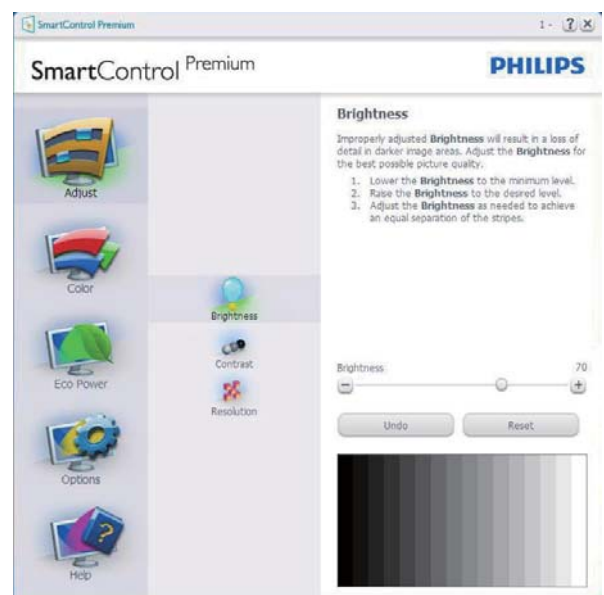 SmartControl Premium
1 - ? X
SmartControl Premium
PHILIPS
Adjust
Color
Eco Power
Options
Help
Brightness
Contrast
Resolution
Brightness
Improperly adjusted Brightness will result in a loss of
detail in darker image areas. Adjust the Brightness for
the best possible picture quality.
1. Lower the Brightness to the minimum level.
2. Raise the Brightness to the desired level.
3. Adjust the Brightness as needed to achieve
an equal separation of the stripes.
Brightness 70
Undo Reset